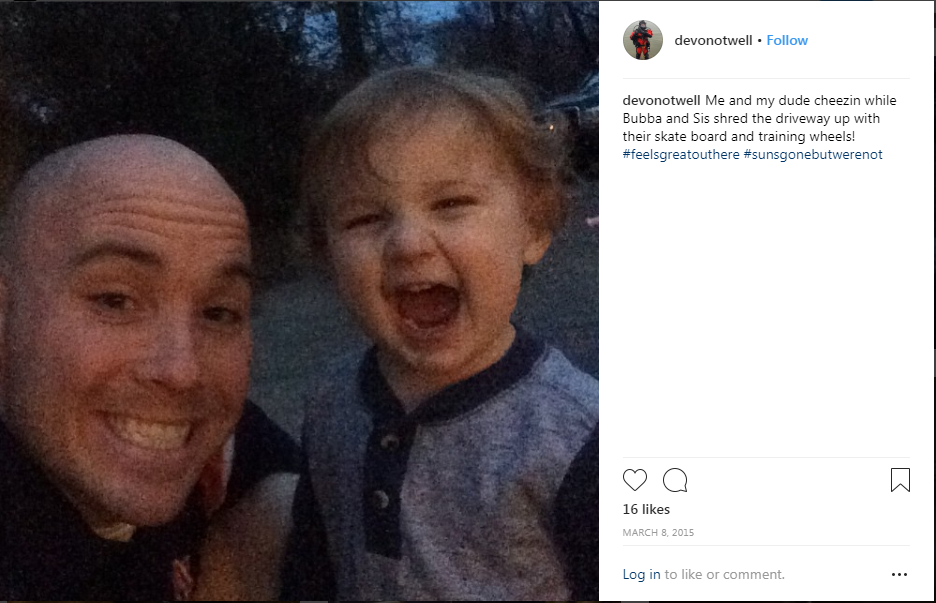 devonotwell • Follow
devonotwell Me and my dude cheezin while
Bubba and Sis shred the driveway up with
their skate board and training wheels!
#feelsgreatouthere #sunsgonebutwerenot
16 likes
MARCH 8, 2015
Log in to like or comment.